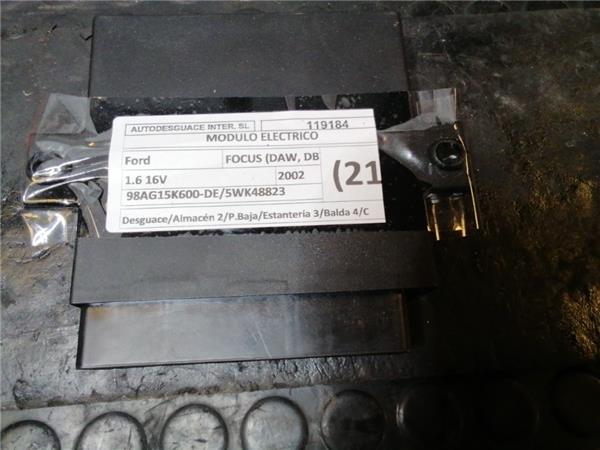 AUTODESGUACE INTER, SL 119184
MODULO ELECTRICO
Ford FOCUS (DAW, DB
1.6 16V 2002 (21
98AG15K600-DE/5WK48823
Desguace/Almacén 2/P.Baja/Estanteria 3/Balda 4/C